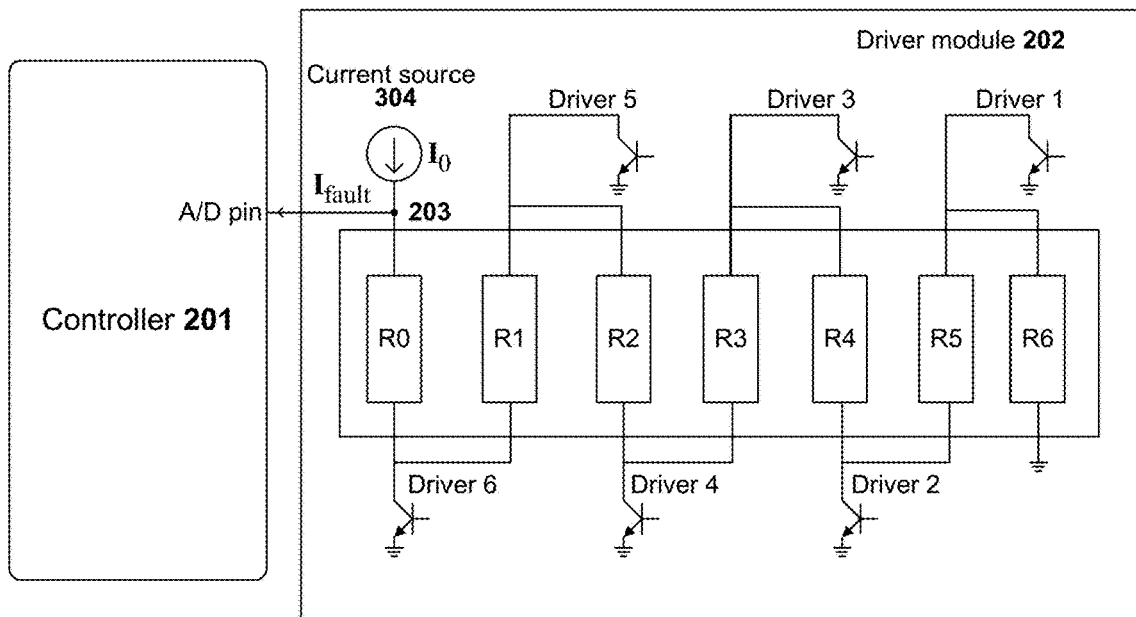 Driver module 202
Current source
304
Driver 5
Driver 3
Driver 1
I0
Ifault
A/D pin
203
Controller 201
R0
R1
R2
R3
R4
R5
R6
Driver 6
Driver 4
Driver 2